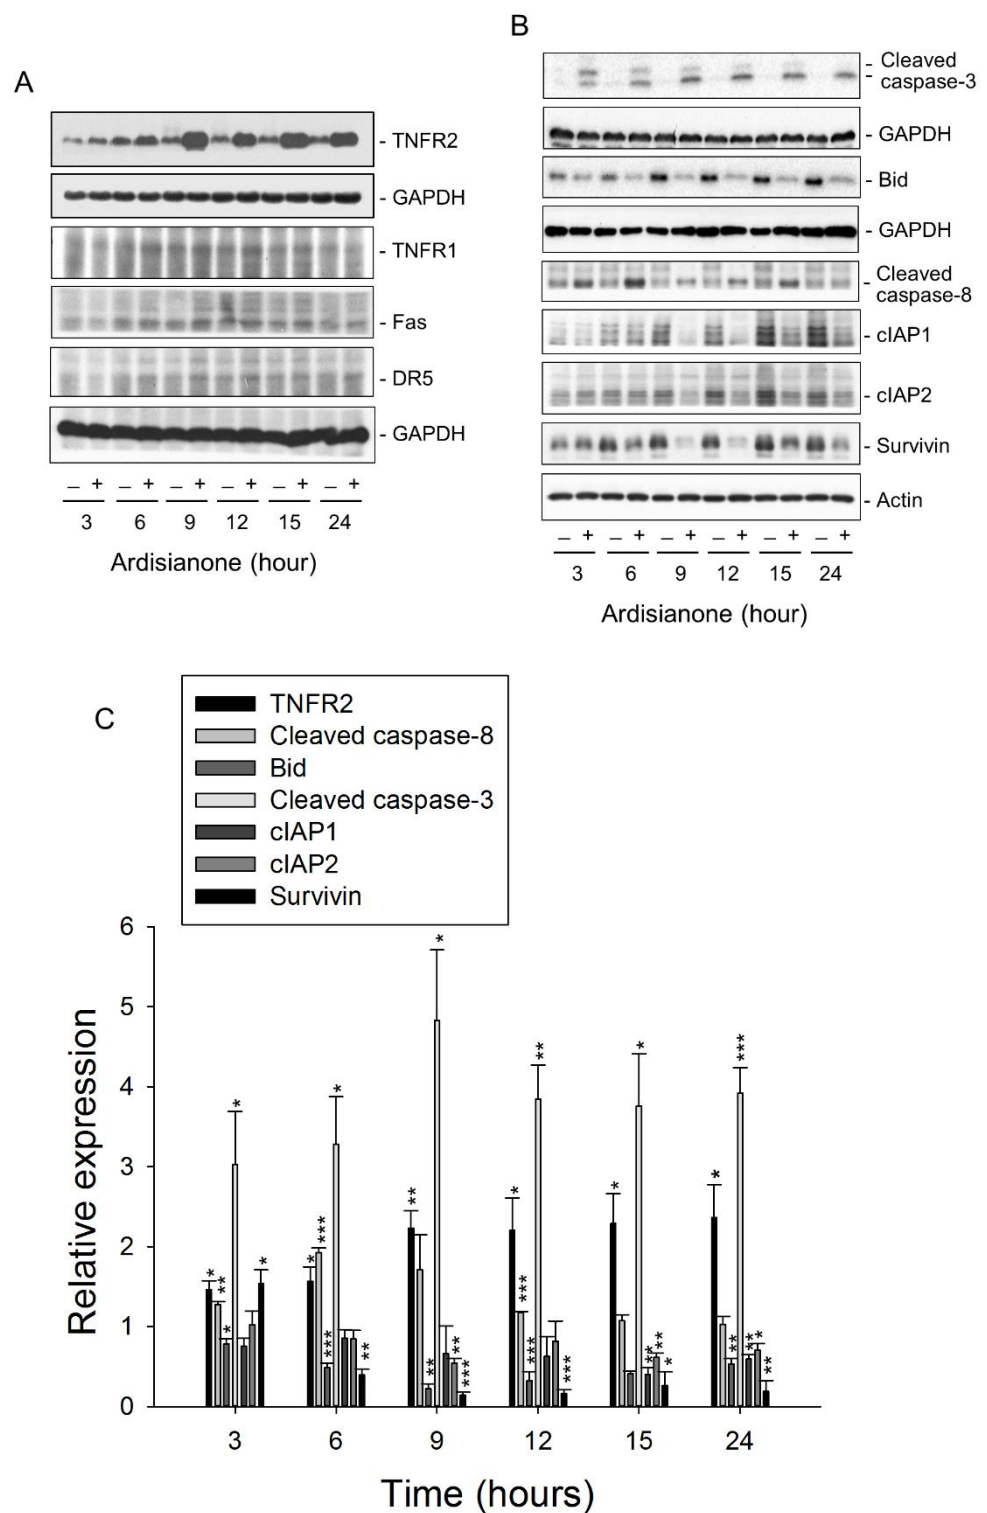 A
- TNFR2
- GAPDH
- TNFR1
- Fas
- DR5
- GAPDH
– + – + – + – + – + – +
3 6 9 12 15 24
Ardisianone (hour)
B
- Cleaved
- caspase-3
- GAPDH
- Bid
- GAPDH
- Cleaved
caspase-8
- cIAP1
- cIAP2
- Survivin
- Actin
– + – + – + – + – + – +
3 6 9 12 15 24
Ardisianone (hour)
C
TNFR2
Cleaved caspase-8
Bid
Cleaved caspase-3
cIAP1
cIAP2
Survivin
Relative expression
6
5
4
3
2
1
0
* ** * * *
* *** *** * **
** ** * ** ***
* *** *** ** ***
* * ** ** *
* ** *** ** * **
3 6 9 12 15 24
Time (hours)